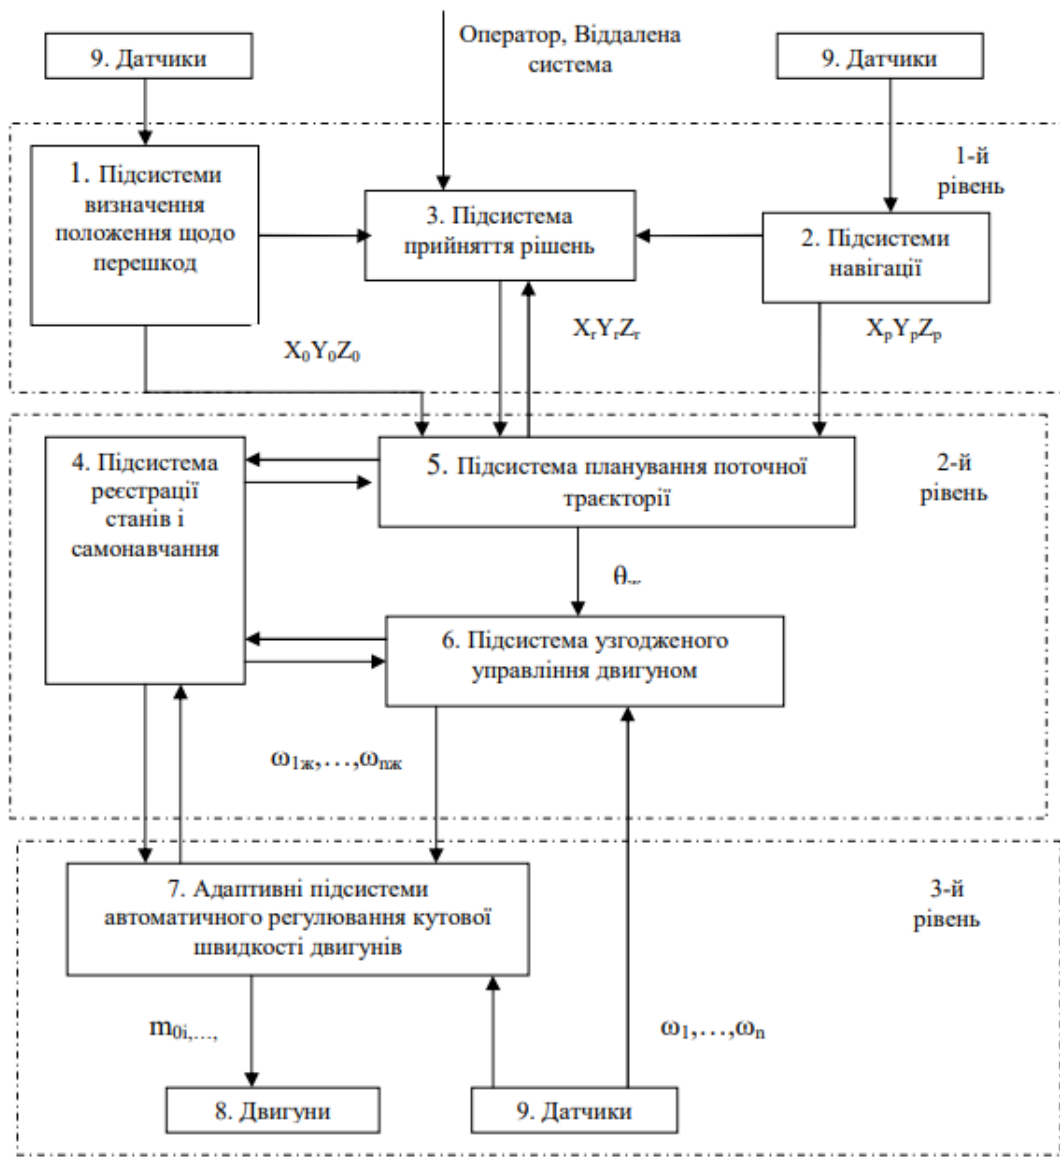 9. Датчики
Оператор, Віддалена
система
9. Датчики
1. Підсистеми
визначення
положення щодо
перешкод
3. Підсистема
прийняття рішень
1-й
рівень
2. Підсистеми
навігації
X₀Y₀Z₀
XᵣYᵣZᵣ
XₚYₚZₚ
4. Підсистема
реєстрації
станів і
самонавчання
5. Підсистема планування поточної
траєкторії
2-й
рівень
θ
6. Підсистема узгодженого
управління двигуном
ω1ж,…,ωnж
7. Адаптивні підсистеми
автоматичного регулювання кутової
швидкості двигунів
3-й
рівень
m0i,…,
ω₁,…,ωₙ
8. Двигуни
9. Датчики